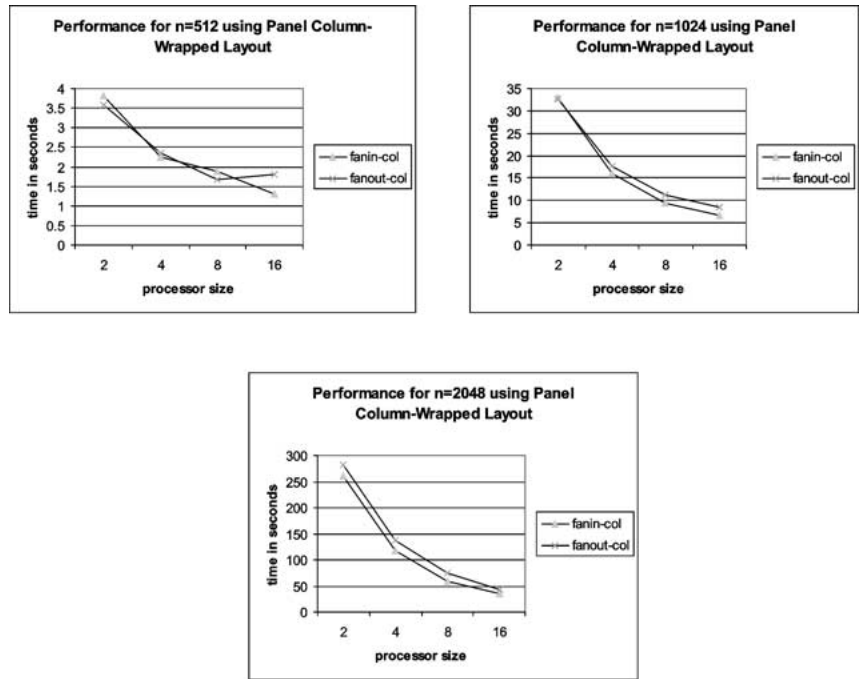 Performance for n=512 using Panel Column-
Wrapped Layout
time in seconds
4
3.5
3
2.5
2
1.5
1
0.5
0
2 4 8 16
processor size
fanin-col
fanout-col
Performance for n=1024 using Panel
Column-Wrapped Layout
time in seconds
35
30
25
20
15
10
5
0
2 4 8 16
processor size
fanin-col
fanout-col
Performance for n=2048 using Panel
Column-Wrapped Layout
time in seconds
300
250
200
150
100
50
0
2 4 8 16
processor size
fanin-col
fanout-col